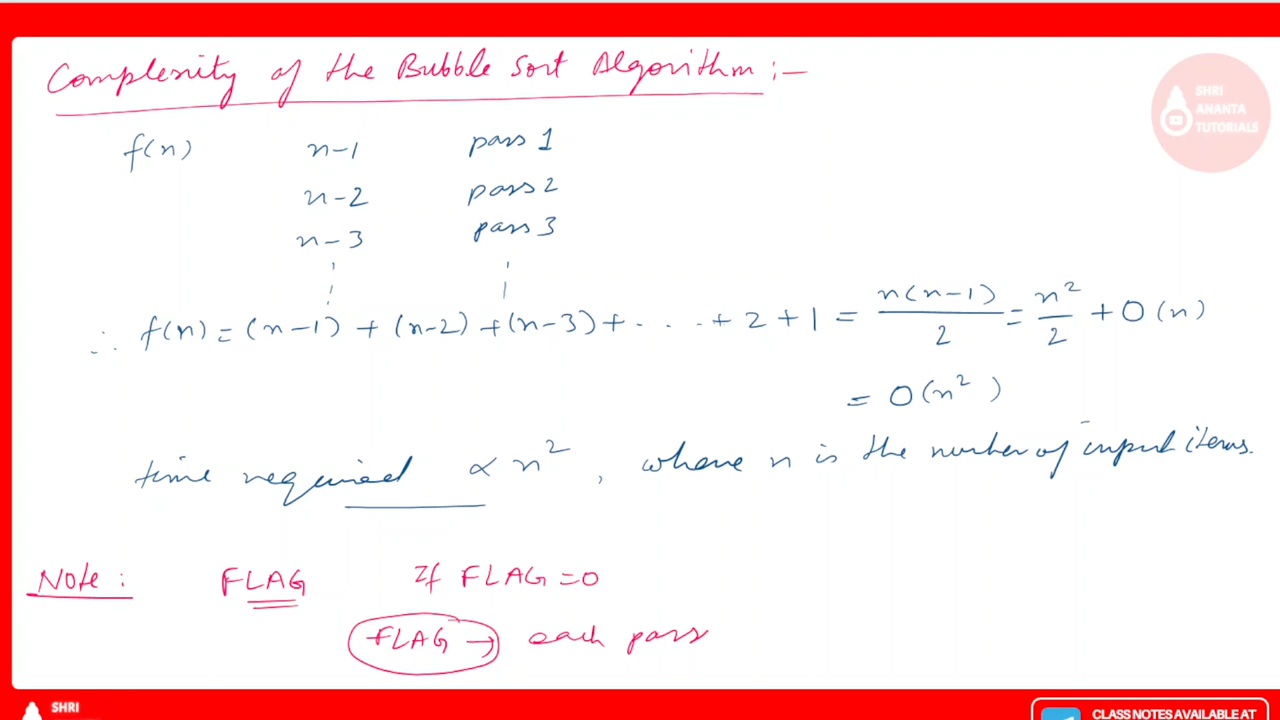 Complexity of the Bubble Sort Algorithm :-
SHRI
ANANTA
TUTORIALS
f(n) n-1 pass 1
n-2 pass 2
n-3 pass 3
∴ f(n) = (n-1) + (n-2) + (n-3) + . . . . + 2 + 1 = n(n-1)/2 = n²/2 + O(n)
= O(n²)
time required ∝ n², where n is the number of input items.
Note : FLAG If FLAG = 0
FLAG → each pass
SHRI
CLASS NOTES AVAILABLE AT